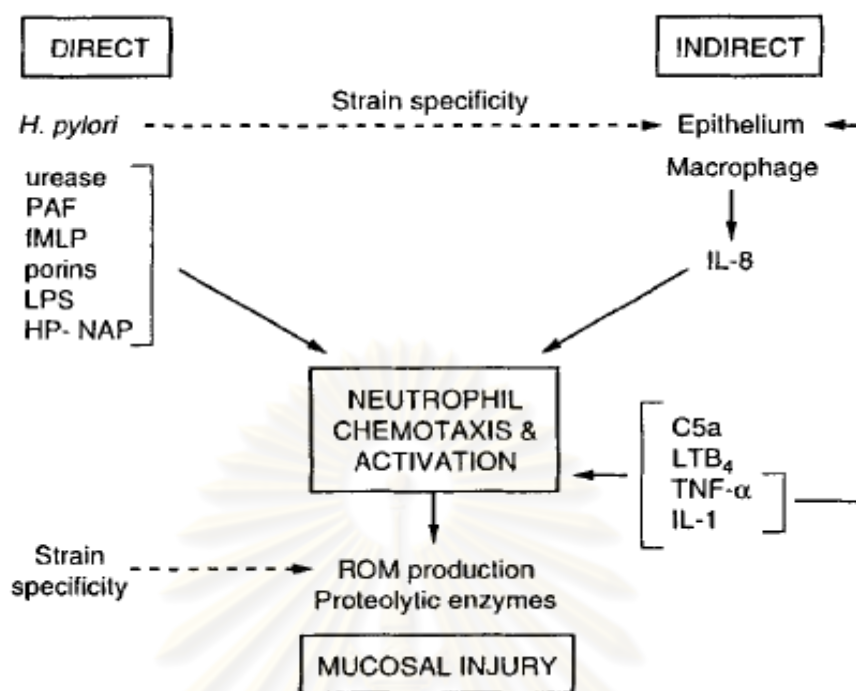 DIRECT
INDIRECT
Strain specificity
H. pylori
Epithelium
Macrophage
urease
PAF
fMLP
porins
LPS
HP- NAP
IL-8
NEUTROPHIL
CHEMOTAXIS &
ACTIVATION
C5a
LTB4
TNF-α
IL-1
Strain
specificity
ROM production
Proteolytic enzymes
MUCOSAL INJURY